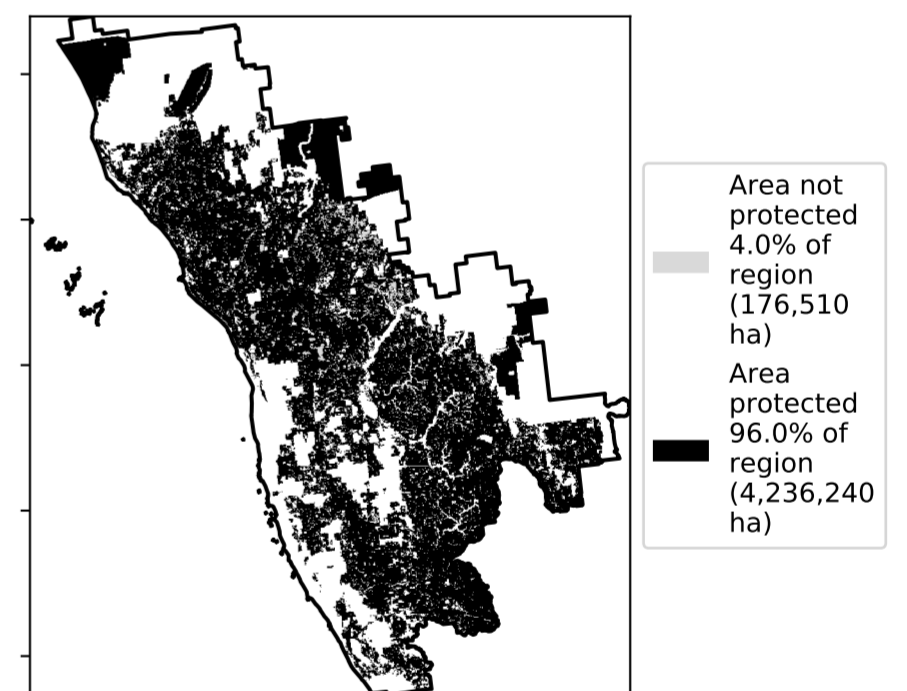 Area not
protected
4.0% of
region
(176,510
ha)
Area
protected
96.0% of
region
(4,236,240
ha)